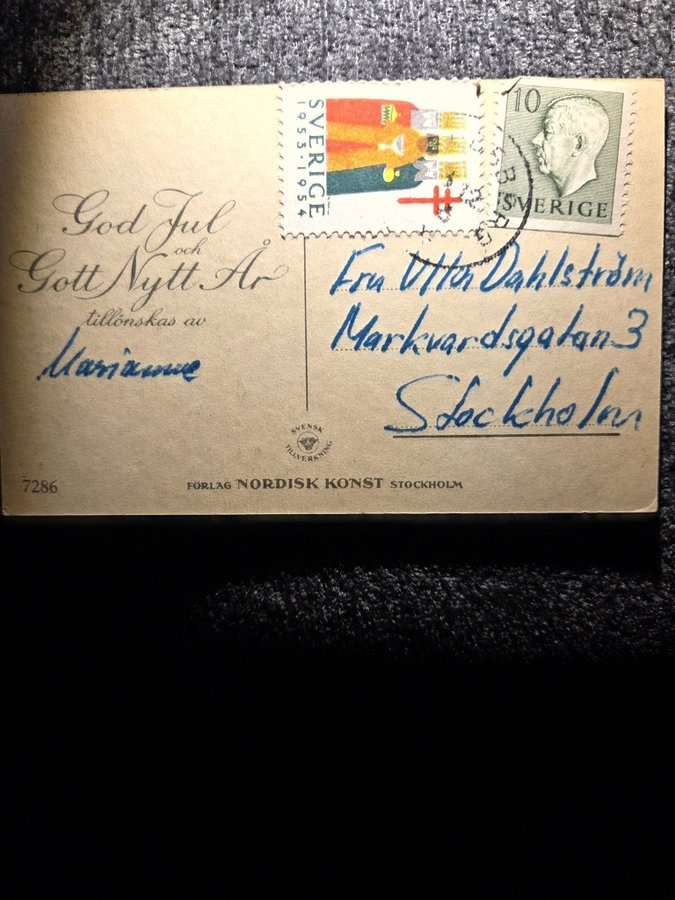 God Jul
och
Gott Nytt År
tillönskas av
Marianne
7286
SVERIGE
1953-1954
10
SVERIGE
Fru Ulla Dahlström
Markvardsgatan 3
Stockholm
SVENSK
TILLVERKNING
FÖRLAG NORDISK KONST STOCKHOLM